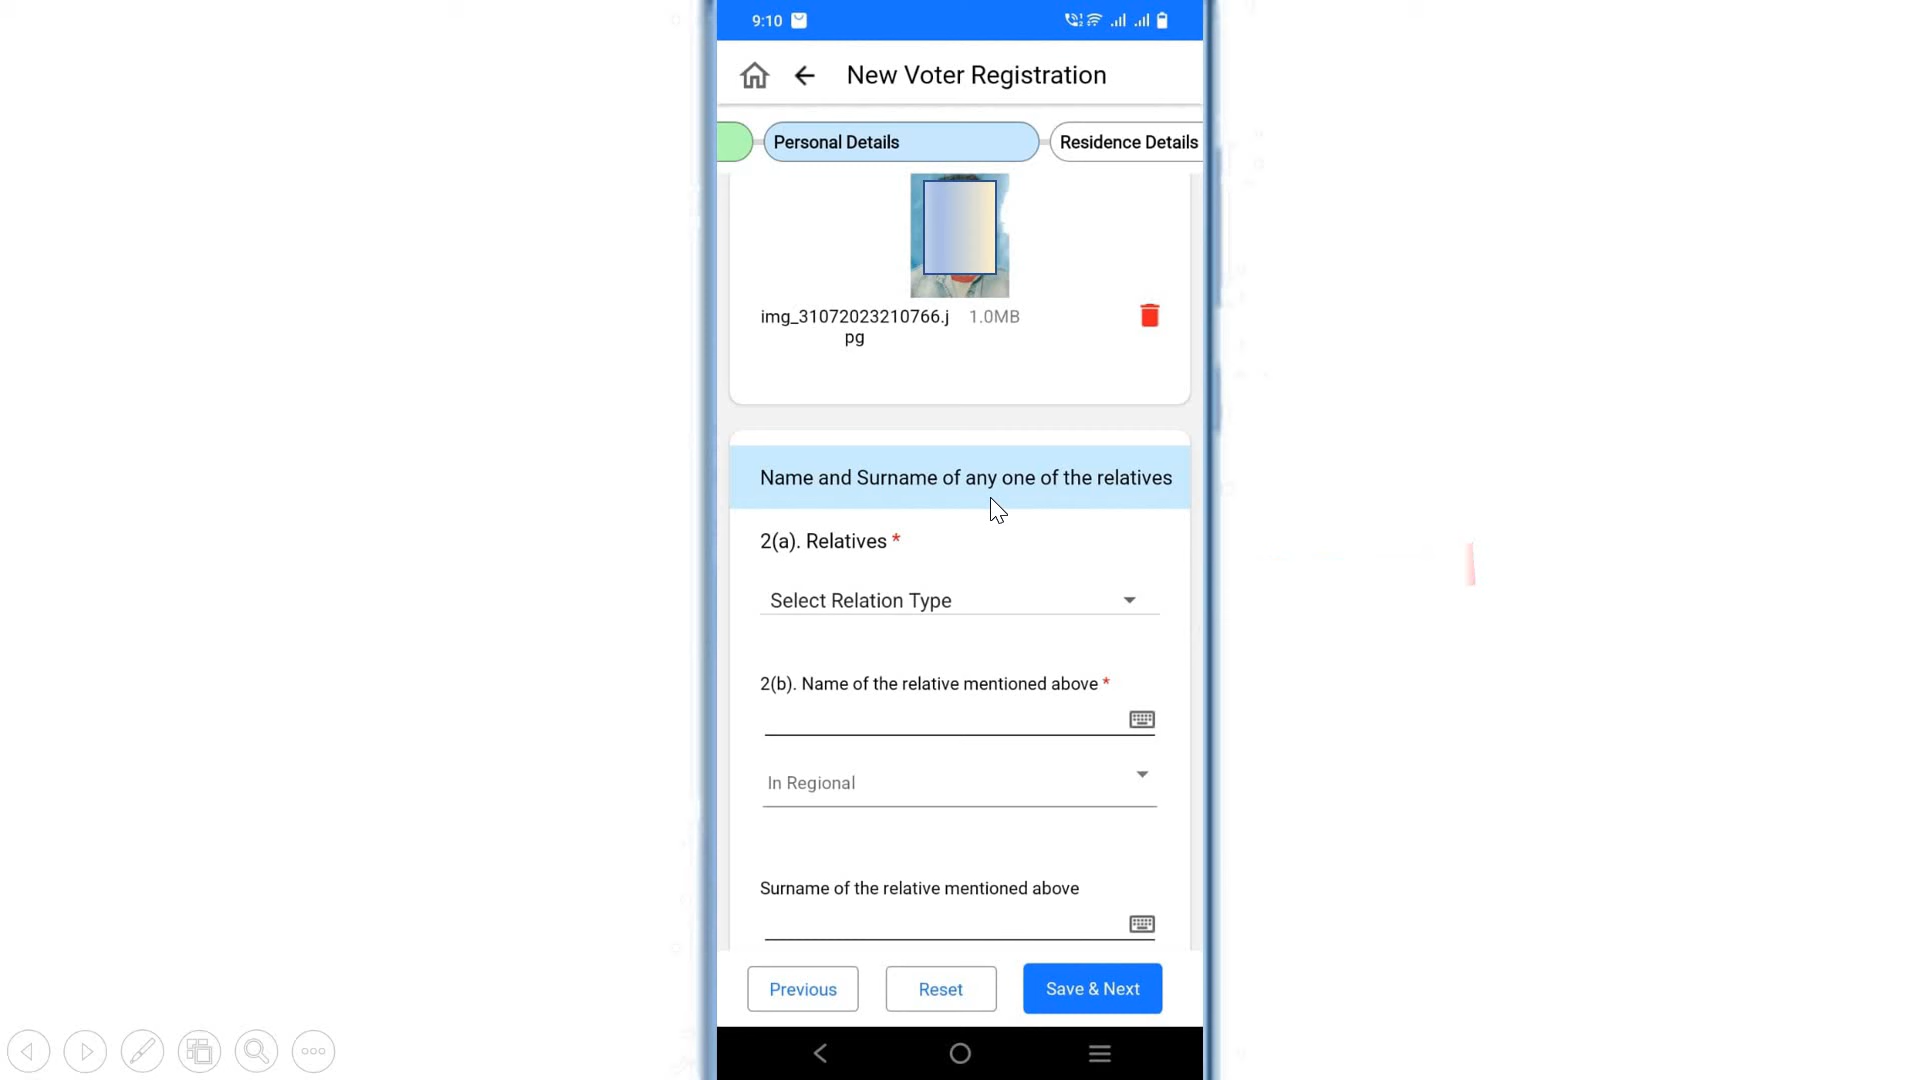 9:10
New Voter Registration
Personal Details
Residence Details
img_31072023210766.j
pg
1.0MB
Name and Surname of any one of the relatives
2(a). Relatives *
Select Relation Type
2(b). Name of the relative mentioned above *
In Regional
Surname of the relative mentioned above
Previous
Reset
Save & Next